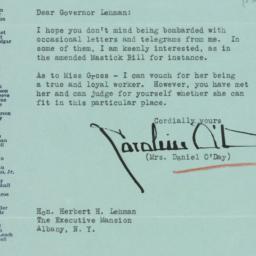 Dear Governor Lehman:
I hope you don't mind being bombarded with
occasional letters and telegrams from me. In
some of them, I am keenly interested, as in
the amended Mastick Bill for instance.
As to Miss Gross - I can vouch for her being
a true and loyal worker. However, you have met
her and can judge for yourself whether she can
fit in this particular place.
Cordially yours
Caroline O'Day
(Mrs. Daniel O'Day)
Hon. Herbert H. Lehman
The Executive Mansion
Albany, N. Y.